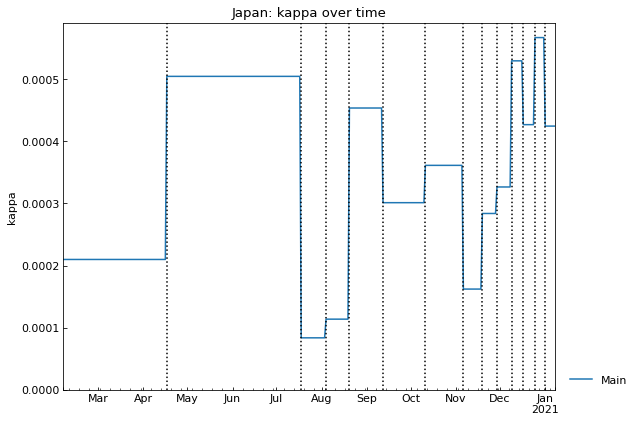 Japan: kappa over time
kappa
0.0005
0.0004
0.0003
0.0002
0.0001
0.0000
Mar Apr May Jun Jul Aug Sep Oct Nov Dec Jan
2021
Main